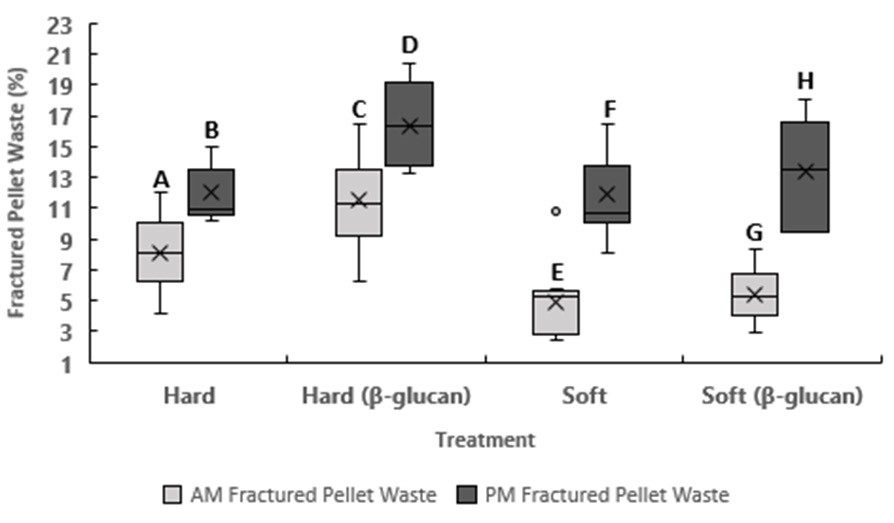 Fractured Pellet Waste (%)
23
21
19
17
15
13
11
9
7
5
3
1
A
B
C
D
E
F
G
H
Hard
Hard (β-glucan)
Soft
Soft (β-glucan)
Treatment
AM Fractured Pellet Waste
PM Fractured Pellet Waste